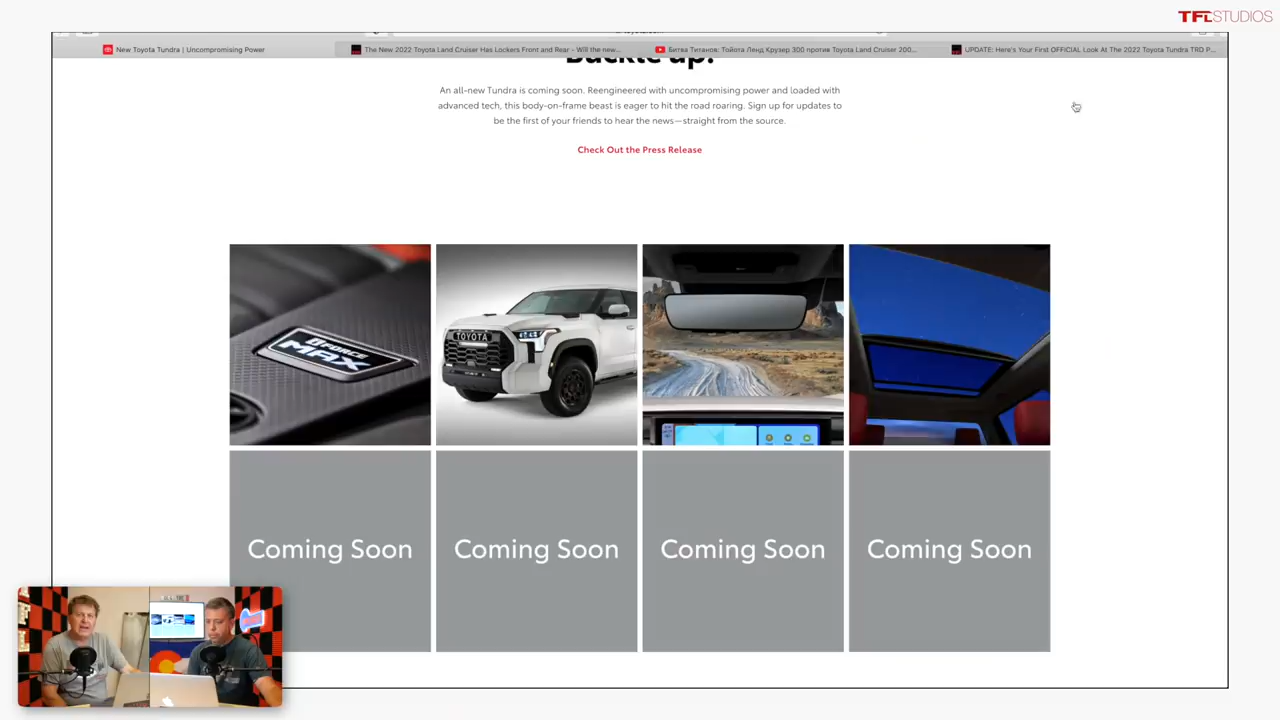 TFLSTUDIOS
New Toyota Tundra | Uncompromising Power
The New 2022 Toyota Land Cruiser Has Lockers Front and Rear - Will the new...
Битва Титанов: Тойота Ленд Крузер 300 против Toyota Land Cruiser 200...
UPDATE: Here's Your First OFFICIAL Look At The 2022 Toyota Tundra TRD P...
Buckle up!
An all-new Tundra is coming soon. Reengineered with uncompromising power and loaded with
advanced tech, this body-on-frame beast is eager to hit the road roaring. Sign up for updates to
be the first of your friends to hear the news—straight from the source.
Check Out the Press Release
iFORCE
MAX
TOYOTA
Coming Soon
Coming Soon
Coming Soon
Coming Soon